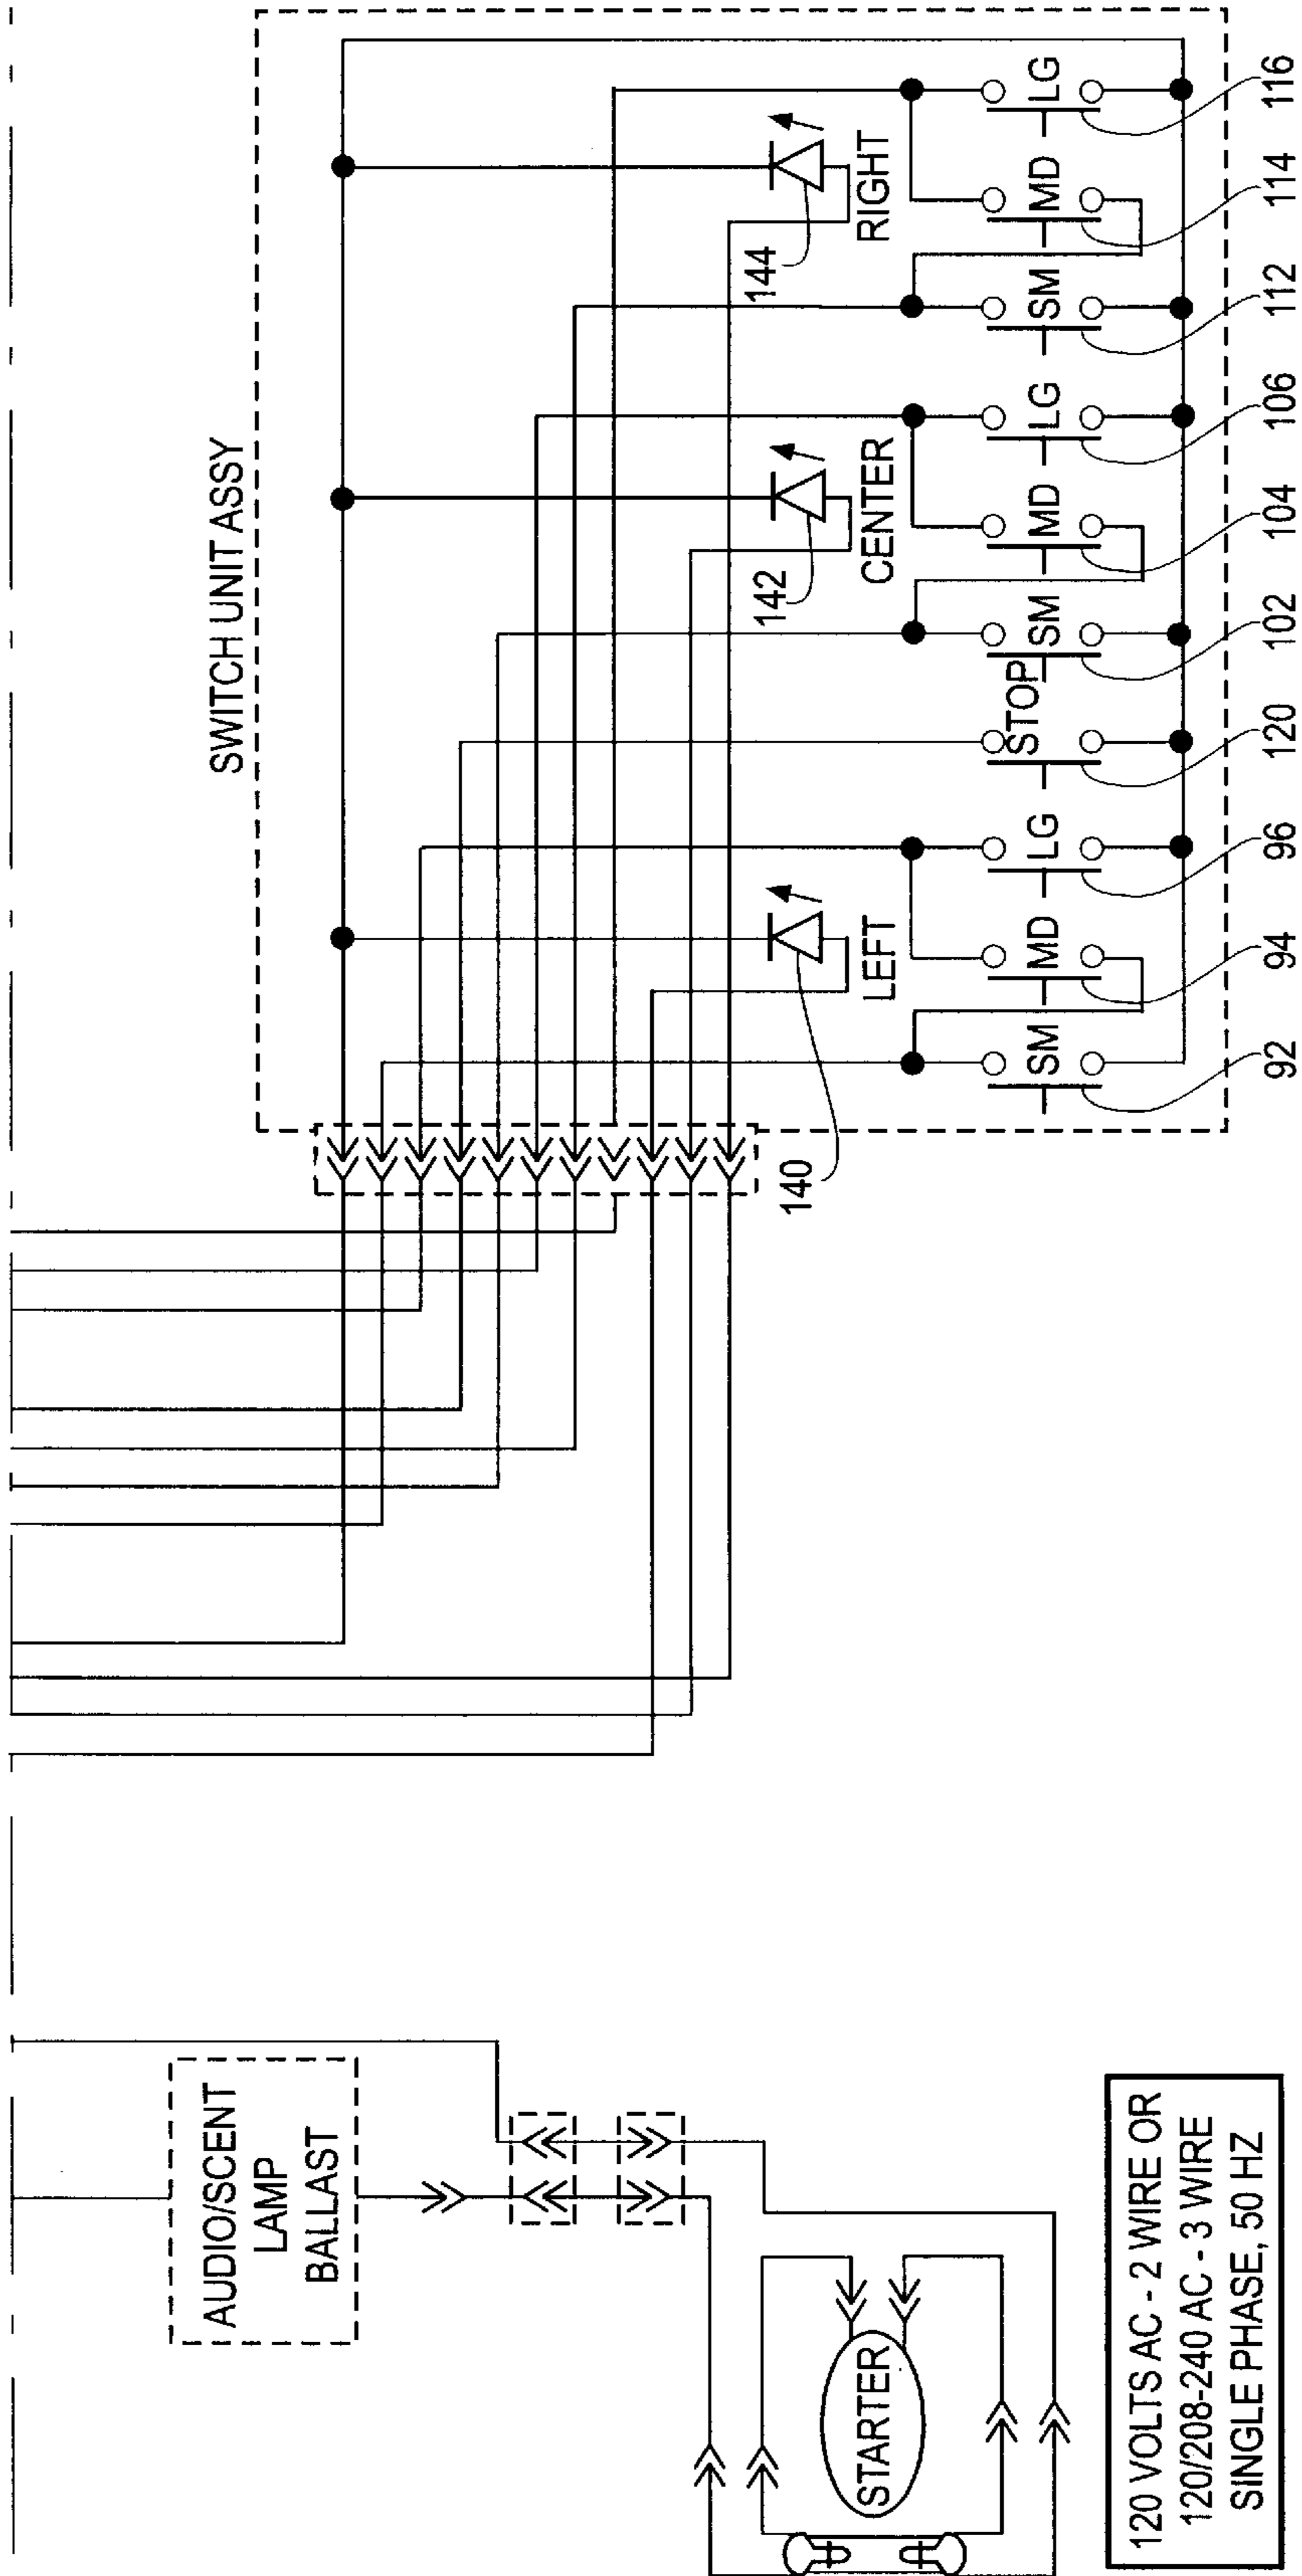 SWITCH UNIT ASSY
144
RIGHT
142
CENTER
140
LEFT
SM
MD
LG
STOP
SM
MD
LG
SM
MD
LG
92
94
96
120
102
104
106
112
114
116
AUDIO/SCENT
LAMP
BALLAST
STARTER
120 VOLTS AC - 2 WIRE OR
120/208-240 AC - 3 WIRE
SINGLE PHASE, 50 HZ